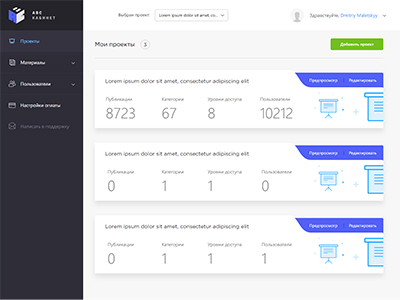 ABC
КАБИНЕТ
Выбран проект:
Lorem ipsum dolor sit amet, co...
Здравствуйте, Dmitriy Maletskyy
Проекты
Материалы
Пользователи
Настройки оплаты
Написать в поддержку
Мои проекты 3
Добавить проект
Lorem ipsum dolor sit amet, consectetur adipiscing elit
Предпросмотр Редактировать
Публикации Категории Уровни доступа Пользователи
8723 67 8 10212
Lorem ipsum dolor sit amet, consectetur adipiscing elit
Предпросмотр Редактировать
Публикации Категории Уровни доступа Пользователи
0 1 1 0
Lorem ipsum dolor sit amet, consectetur adipiscing elit
Предпросмотр Редактировать
Публикации Категории Уровни доступа Пользователи
0 1 1 1